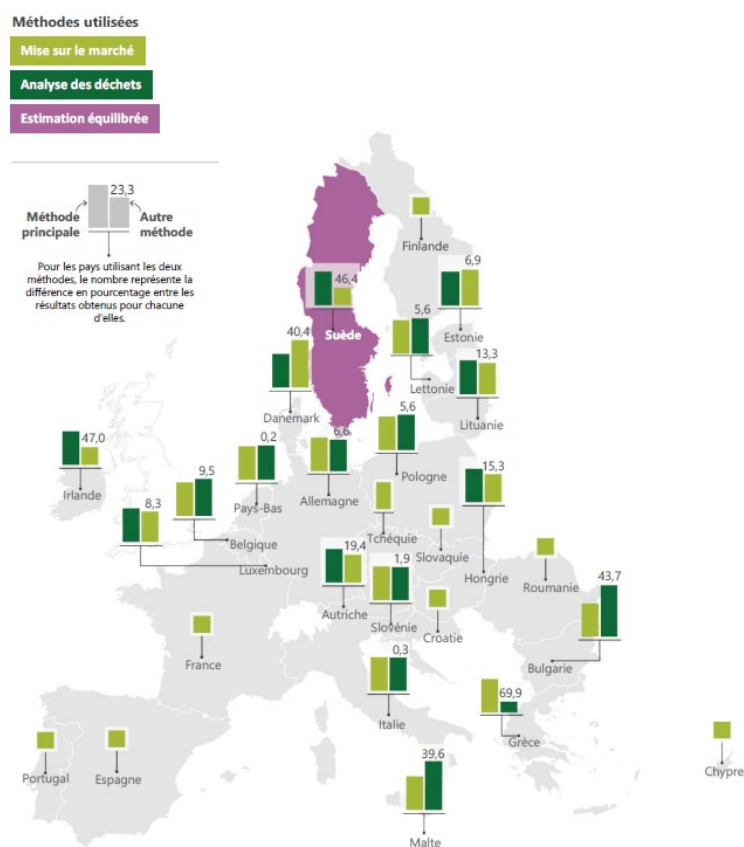 Méthodes utilisées
Mise sur le marché
Analyse des déchets
Estimation équilibrée
23,3
Méthode principale
Autre méthode
Pour les pays utilisant les deux
méthodes, le nombre représente la
différence en pourcentage entre les
résultats obtenus pour chacune
d'elles.
Finlande
6,9
Estonie
46,4
Suède
5,6
Lettonie
13,3
Lituanie
40,4
Danemark
5,6
Pologne
47,0
Irlande
0,2
Pays-Bas
6,6
Allemagne
9,5
Belgique
8,3
Luxembourg
Tchéquie
Slovaquie
15,3
Hongrie
Roumanie
19,4
Autriche
1,9
Slovénie
Croatie
43,7
Bulgarie
France
0,3
Italie
69,9
Grèce
Portugal
Espagne
39,6
Malte
Chypre